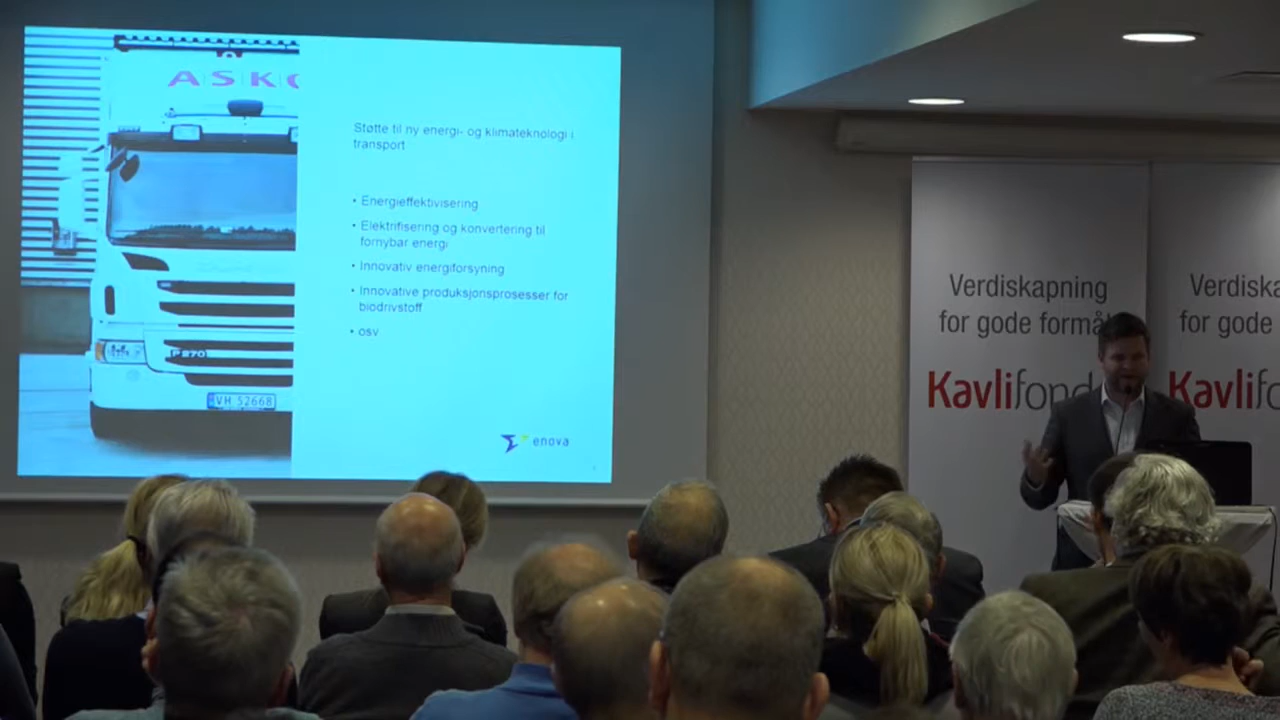 ASKO
Støtte til ny energi- og klimateknologi i
transport
• Energieffektivisering
• Elektrifisering og konvertering til
fornybar energi
• Innovativ energiforsyning
• Innovative produksjonsprosesser for
biodrivstoff
• osv
P 270
VH 52668
enova
Verdiskapning
for gode formål
Kavlifond
Verdiska
for gode
Kavlifo